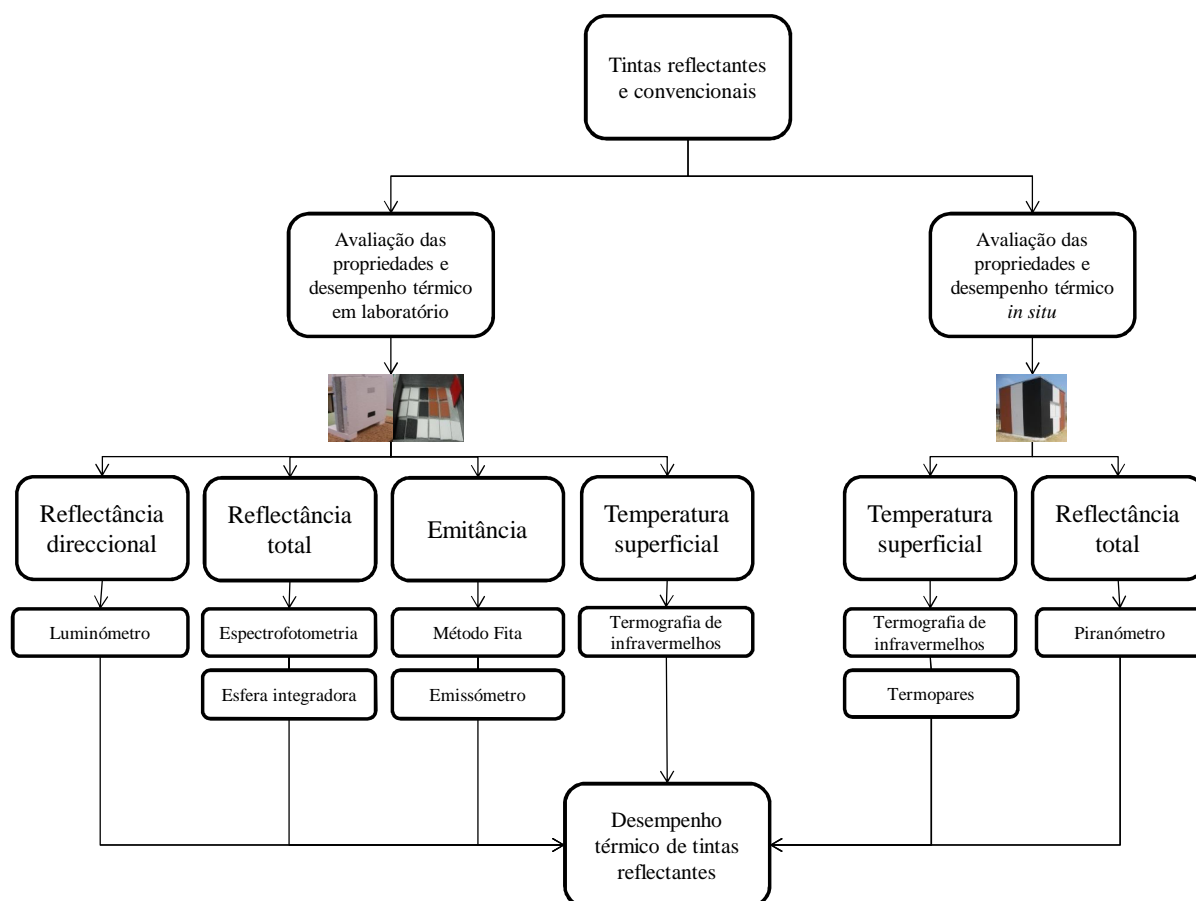 Tintas reflectantes
e convencionais
Avaliação das
propriedades e
desempenho térmico
em laboratório
Avaliação das
propriedades e
desempenho térmico
in situ
Reflectância
direccional
Reflectância
total
Emitância
Temperatura
superficial
Temperatura
superficial
Reflectância
total
Luminómetro
Espectrofotometria
Método Fita
Termografia de
infravermelhos
Termografia de
infravermelhos
Piranómetro
Esfera integradora
Emissómetro
Termopares
Desempenho
térmico de tintas
reflectantes